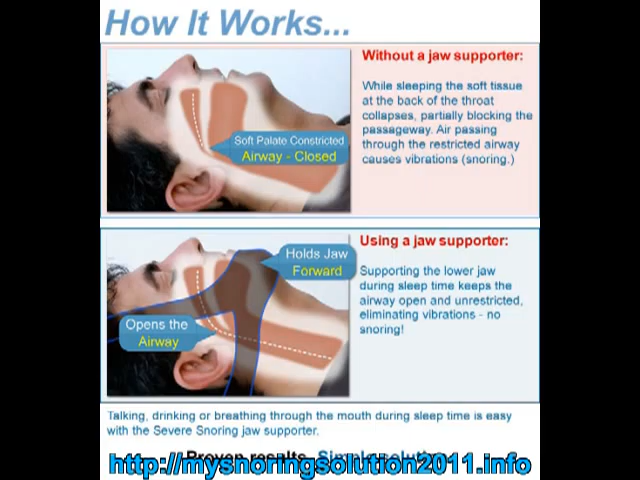 How It Works...
Without a jaw supporter:
While sleeping the soft tissue
at the back of the throat
collapses, partially blocking the
passageway. Air passing
through the restricted airway
causes vibrations (snoring.)
Soft Palate Constricted
Airway - Closed
Using a jaw supporter:
Supporting the lower jaw
during sleep time keeps the
airway open and unrestricted,
eliminating vibrations - no
snoring!
Holds Jaw
Forward
Opens the
Airway
Talking, drinking or breathing through the mouth during sleep time is easy
with the Severe Snoring jaw supporter.
Proven results. Simple
http://mysnoringsolution2011.info